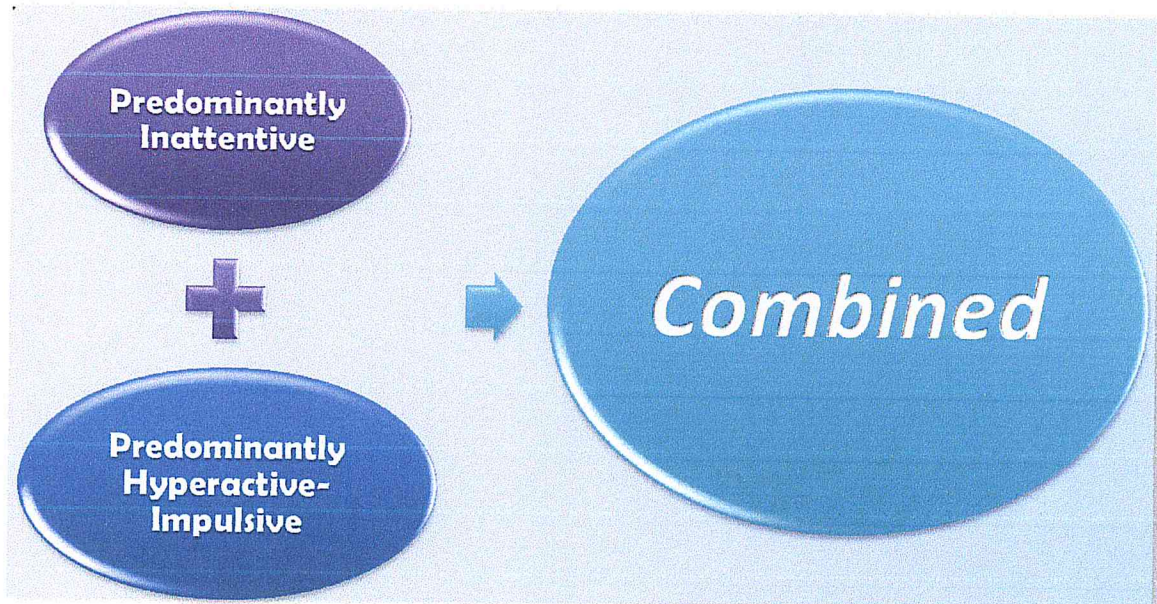 Predominantly
Inattentive
Predominantly
Hyperactive-
Impulsive
Combined